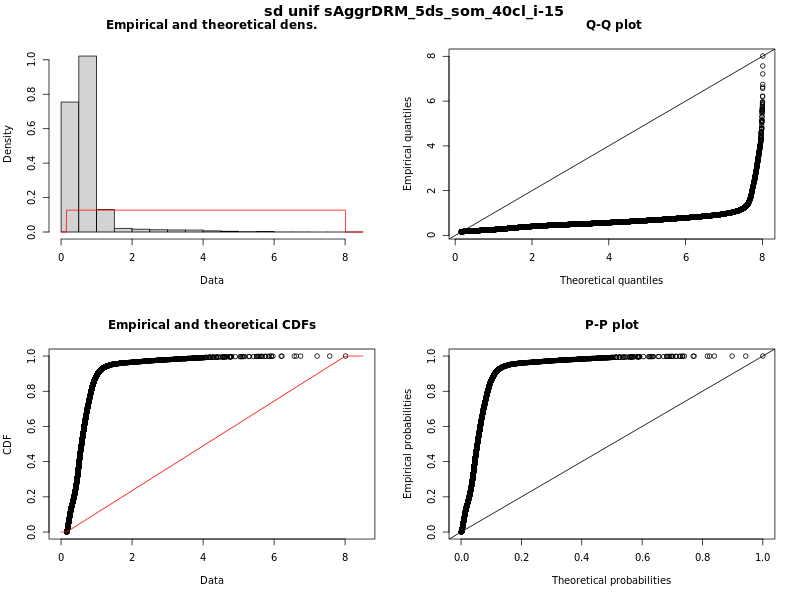 sd unif sAggrDRM_5ds_som_40cl_i-15
Empirical and theoretical dens.
Density
0.0 0.2 0.4 0.6 0.8 1.0
0 2 4 6 8
Data
Q-Q plot
Empirical quantiles
0 2 4 6 8
0 2 4 6 8
Theoretical quantiles
Empirical and theoretical CDFs
CDF
0.0 0.2 0.4 0.6 0.8 1.0
0 2 4 6 8
Data
P-P plot
Empirical probabilities
0.0 0.2 0.4 0.6 0.8 1.0
0.0 0.2 0.4 0.6 0.8 1.0
Theoretical probabilities